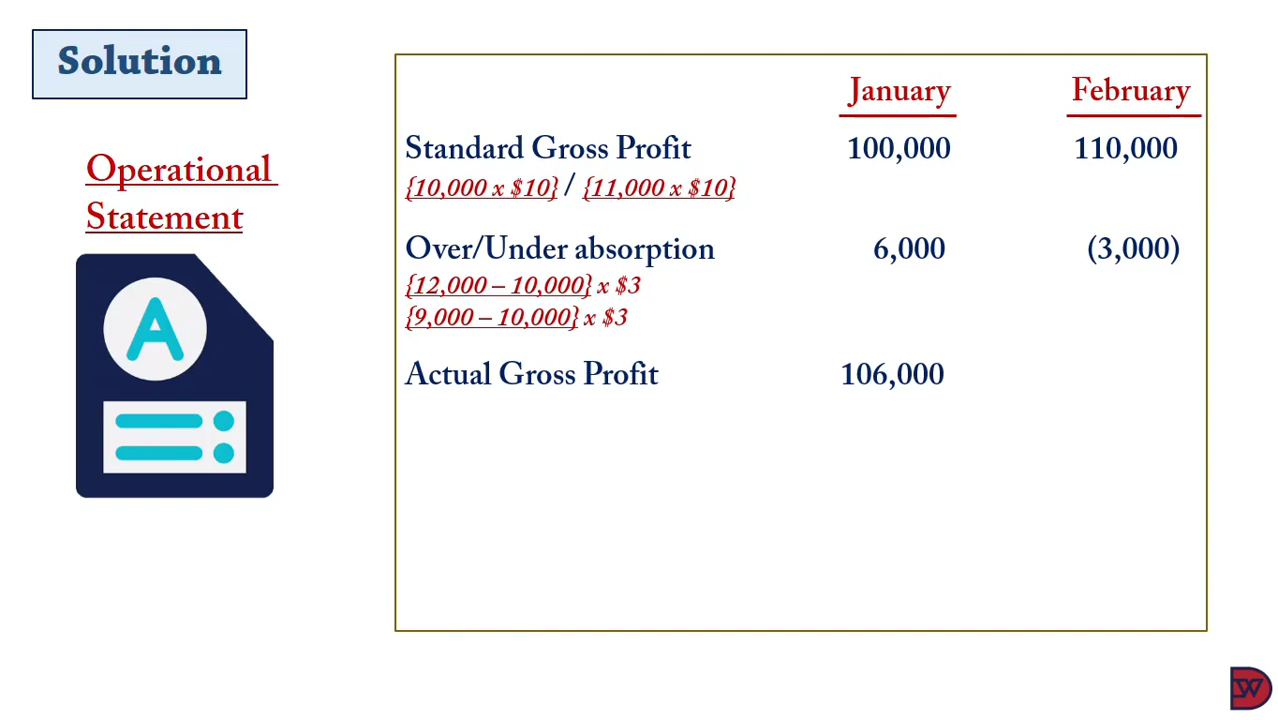 Solution
Operational
Statement
A
January February
Standard Gross Profit 100,000 110,000
{10,000 x $10} / {11,000 x $10}
Over/Under absorption 6,000 (3,000)
{12,000 – 10,000} x $3
{9,000 – 10,000} x $3
Actual Gross Profit 106,000
DW